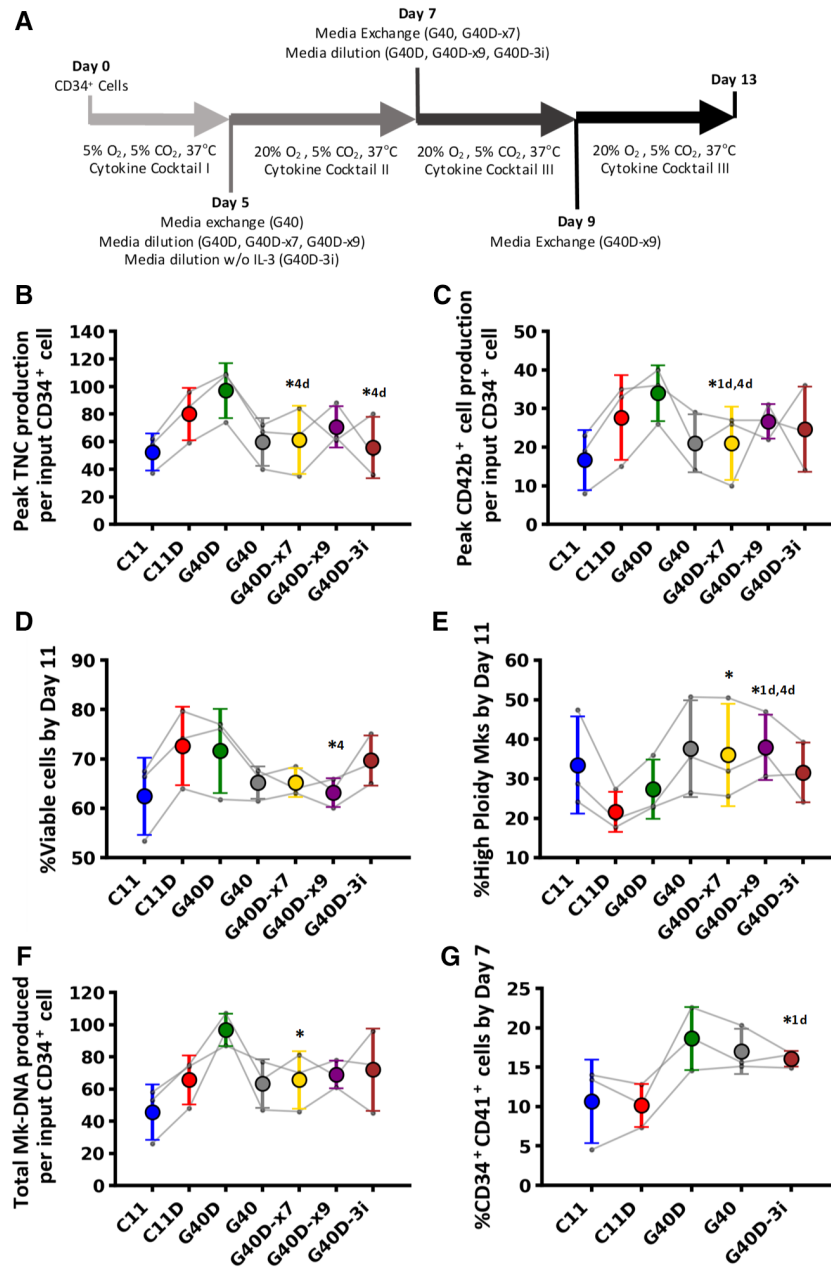 A
Day 0
CD34+ Cells
Day 7
Media Exchange (G40, G40D-x7)
Media dilution (G40D, G40D-x9, G40D-3i)
Day 13
5% O₂ , 5% CO₂, 37°C
Cytokine Cocktail I
20% O₂ , 5% CO₂, 37°C
Cytokine Cocktail II
20% O₂ , 5% CO₂, 37°C
Cytokine Cocktail III
20% O₂ , 5% CO₂, 37°C
Cytokine Cocktail III
Day 5
Media exchange (G40)
Media dilution (G40D, G40D-x7, G40D-x9)
Media dilution w/o IL-3 (G40D-3i)
Day 9
Media Exchange (G40D-x9)
B
Peak TNC production
per input CD34⁺ cell
140
120
100
80
60
40
20
0
*4d
*4d
C11
C11D
G40D
G40
G40D-x7
G40D-x9
G40D-3i
C
Peak CD42b⁺ cell production
per input CD34⁺ cell
50
40
30
20
10
0
*1d,4d
C11
C11D
G40D
G40
G40D-x7
G40D-x9
G40D-3i
D
%Viable cells by Day 11
90
80
70
60
50
*4
C11
C11D
G40D
G40
G40D-x7
G40D-x9
G40D-3i
E
%High Ploidy Mks by Day 11
60
50
40
30
20
10
*
*1d,4d
C11
C11D
G40D
G40
G40D-x7
G40D-x9
G40D-3i
F
Total Mk-DNA produced
per input CD34⁺ cell
120
100
80
60
40
20
0
*
C11
C11D
G40D
G40
G40D-x7
G40D-x9
G40D-3i
G
%CD34⁺CD41⁺ cells by Day 7
25
20
15
10
5
0
*1d
C11
C11D
G40D
G40
G40D-3i